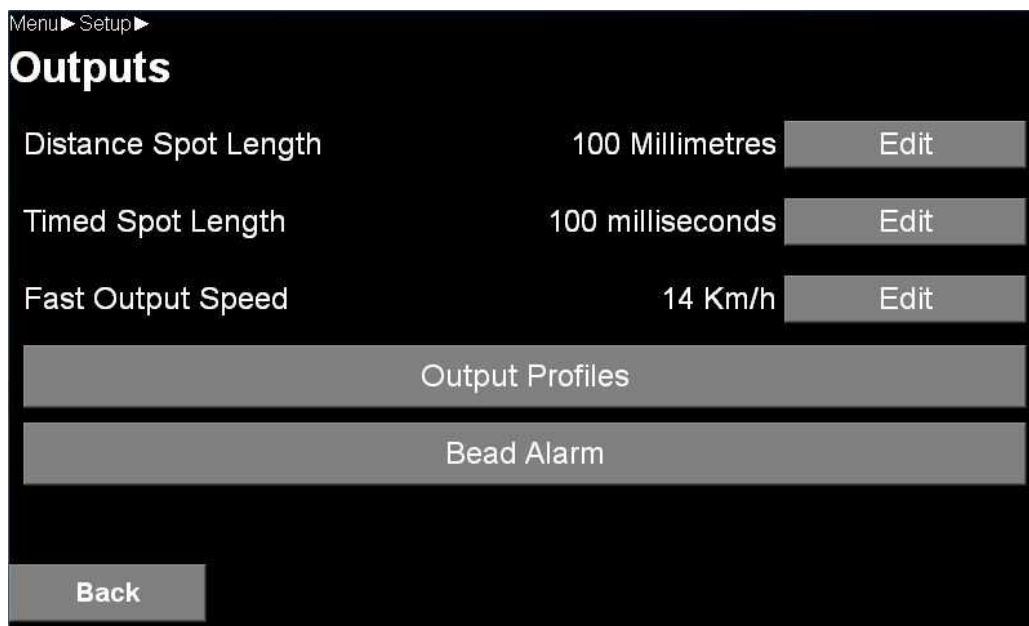 Menu►Setup►
Outputs
Distance Spot Length 100 Millimetres Edit
Timed Spot Length 100 milliseconds Edit
Fast Output Speed 14 Km/h Edit
Output Profiles
Bead Alarm
Back